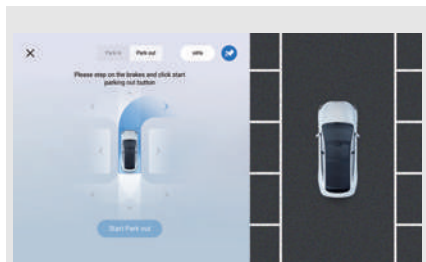 Park in
Park out
Please step on the brakes and click start
parking out button
Start Park out